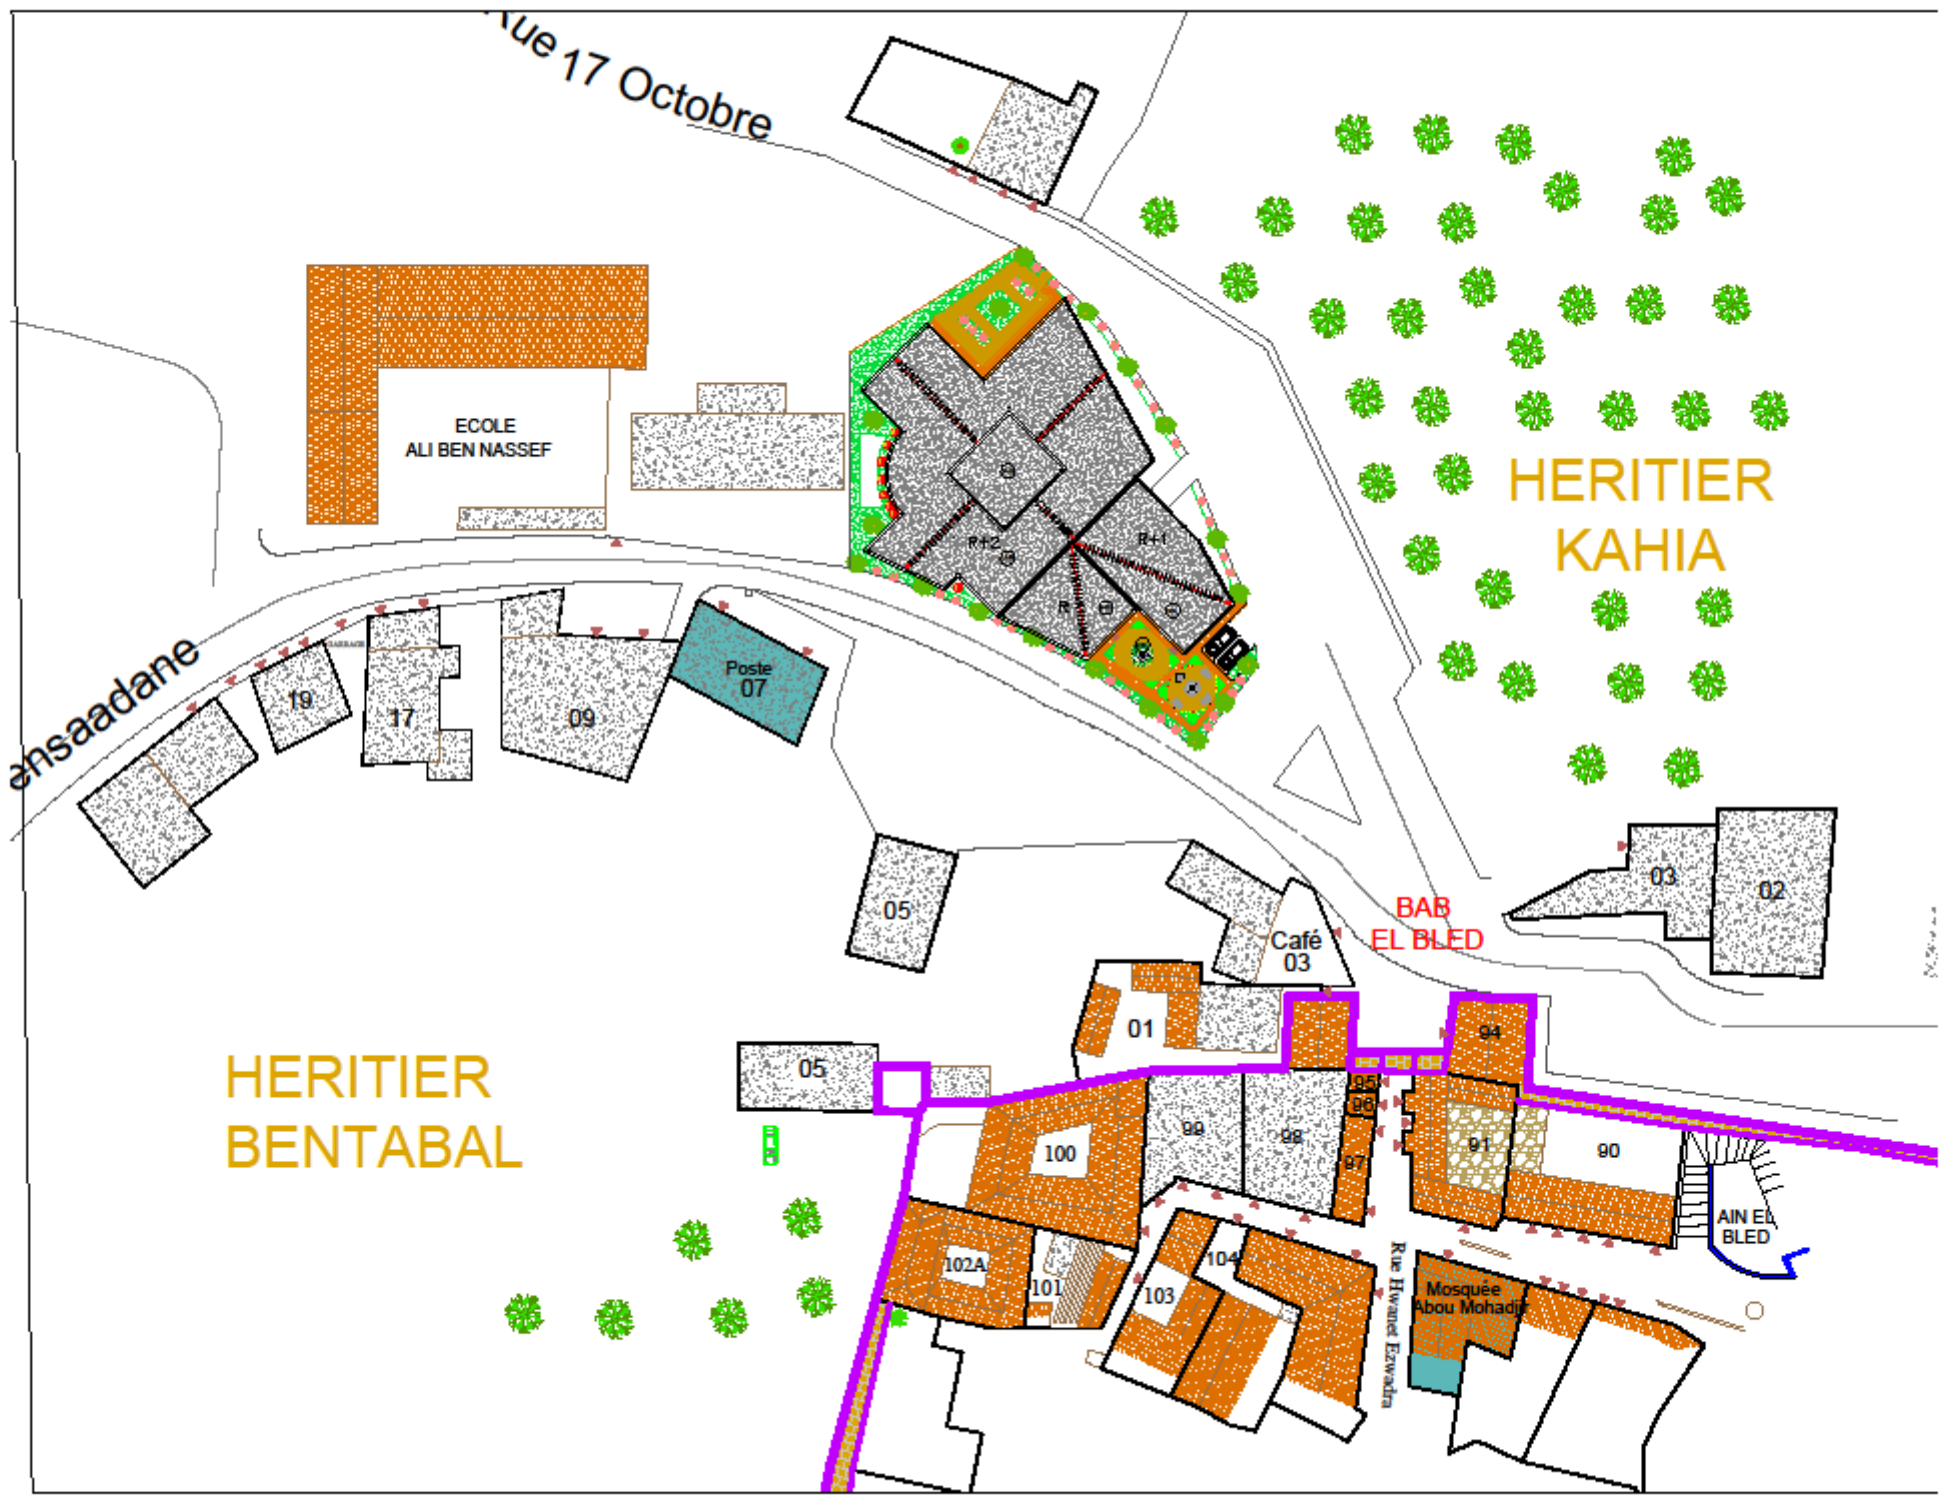 Rue 17 Octobre
ECOLE
ALI BEN NASSEF
HERITIER
KAHIA
R+2
R+1
ensaadane
19
17
09
Poste
07
05
03
02
BAB
EL BLED
Café
03
01
94
05
HERITIER
BENTABAL
95
96
97
98
99
100
91
90
AIN EL
BLED
102A
101
103
104
Rue Hwanet Ezwadra
Mosquée
Abou Mohadjir